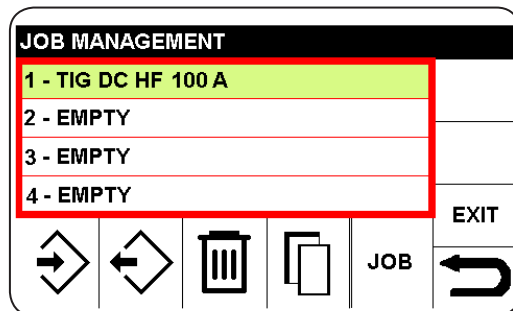 JOB MANAGEMENT
1 - TIG DC HF 100 A
2 - EMPTY
3 - EMPTY
4 - EMPTY
EXIT
JOB